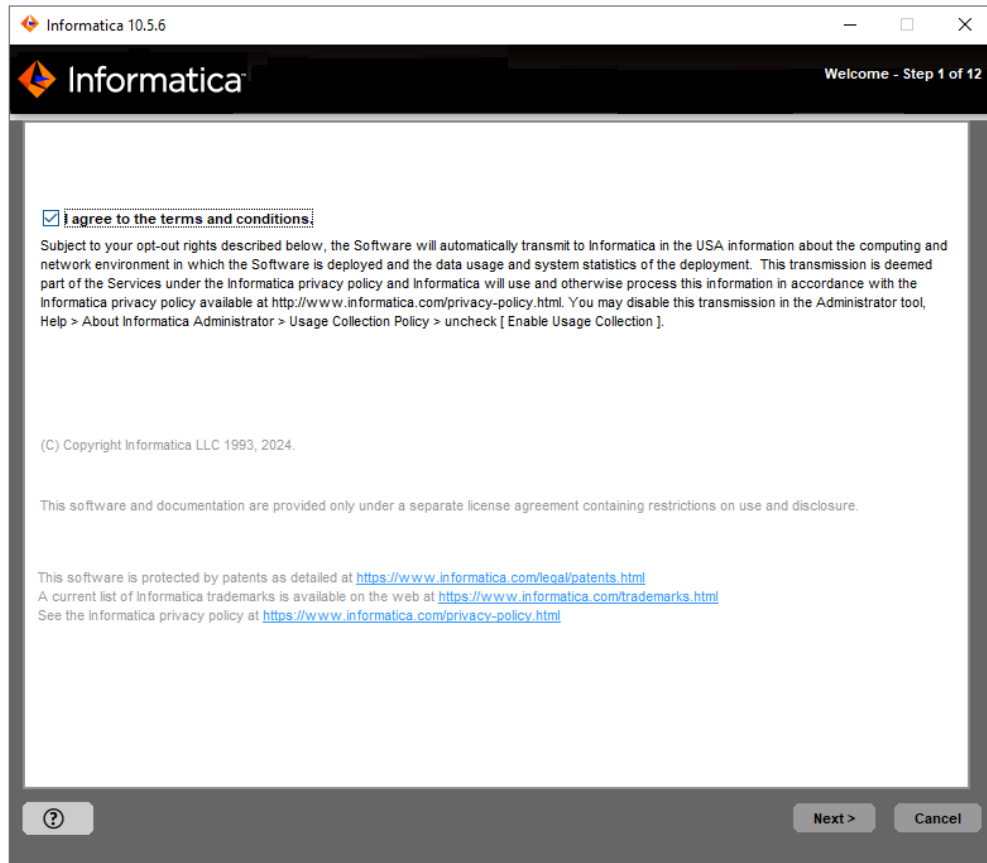 Informatica 10.5.6
Informatica
Welcome - Step 1 of 12
I agree to the terms and conditions.
Subject to your opt-out rights described below, the Software will automatically transmit to Informatica in the USA information about the computing and
network environment in which the Software is deployed and the data usage and system statistics of the deployment. This transmission is deemed
part of the Services under the Informatica privacy policy and Informatica will use and otherwise process this information in accordance with the
Informatica privacy policy available at http://www.informatica.com/privacy-policy.html. You may disable this transmission in the Administrator tool,
Help > About Informatica Administrator > Usage Collection Policy > uncheck [ Enable Usage Collection ].
(C) Copyright Informatica LLC 1993, 2024.
This software and documentation are provided only under a separate license agreement containing restrictions on use and disclosure.
This software is protected by patents as detailed at https://www.informatica.com/legal/patents.html
A current list of Informatica trademarks is available on the web at https://www.informatica.com/trademarks.html
See the Informatica privacy policy at https://www.informatica.com/privacy-policy.html
?
Next >
Cancel